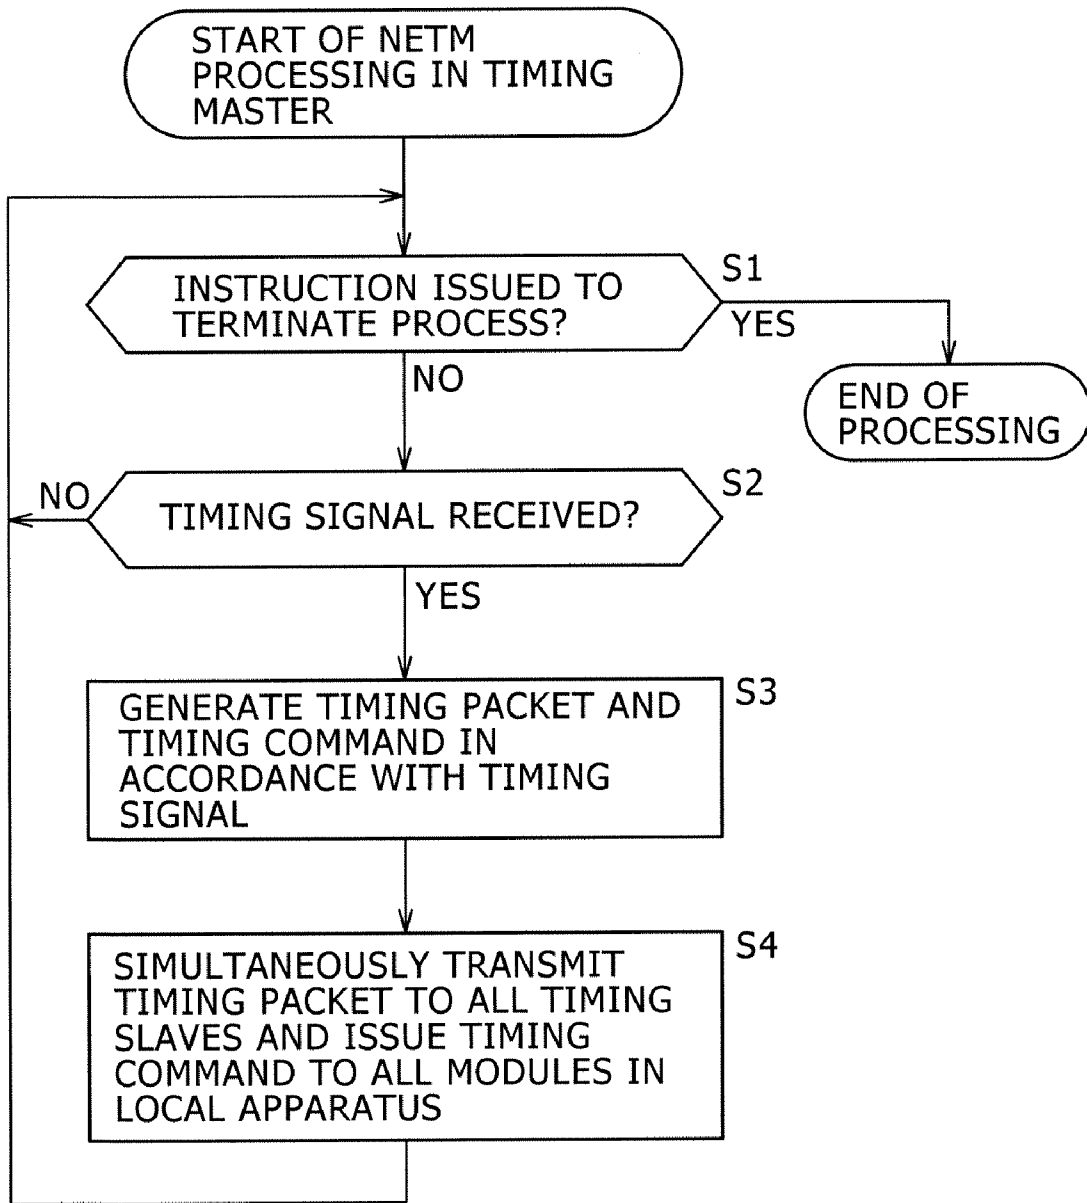 START OF NETM
PROCESSING IN TIMING
MASTER
S1
INSTRUCTION ISSUED TO
TERMINATE PROCESS?
YES
NO
END OF
PROCESSING
S2
NO
TIMING SIGNAL RECEIVED?
YES
S3
GENERATE TIMING PACKET AND
TIMING COMMAND IN
ACCORDANCE WITH TIMING
SIGNAL
S4
SIMULTANEOUSLY TRANSMIT
TIMING PACKET TO ALL TIMING
SLAVES AND ISSUE TIMING
COMMAND TO ALL MODULES IN
LOCAL APPARATUS